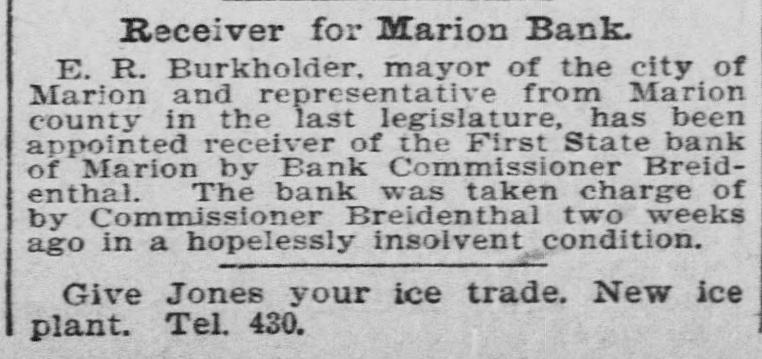 Receiver for Marion Bank.
E. R. Burkholder, mayor of the city of
Marion and representative from Marion
county in the last legislature, has been
appointed receiver of the First State bank
of Marion by Bank Commissioner Breid-
enthal. The bank was taken charge of
by Commissioner Breidenthal two weeks
ago in a hopelessly insolvent condition.
Give Jones your ice trade. New ice
plant. Tel. 430.